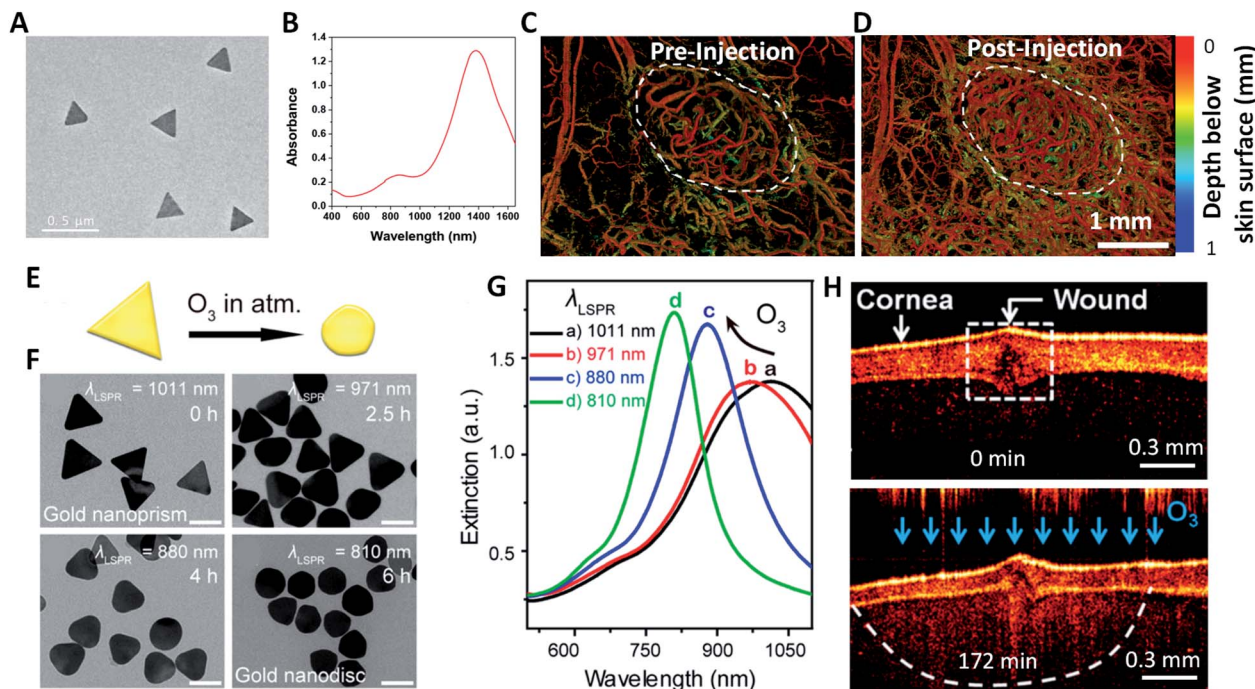 A
0.5 µm
B
Absorbance
1.4
1.2
1.0
0.8
0.6
0.4
0.2
0.0
400 600 800 1000 1200 1400 1600
Wavelength (nm)
C
Pre-Injection
D
Post-Injection
1 mm
0
1
Depth below
skin surface (mm)
E
O₃ in atm.
F
λLSPR = 1011 nm
0 h
Gold nanoprism
λLSPR = 971 nm
2.5 h
λLSPR = 880 nm
4 h
λLSPR = 810 nm
6 h
Gold nanodisc
G
λLSPR
a) 1011 nm
b) 971 nm
c) 880 nm
d) 810 nm
d
c
b
a
O₃
Extinction (a.u.)
1.5
1.0
0.5
600 750 900 1050
Wavelength (nm)
H
Cornea
Wound
0 min
0.3 mm
O₃
172 min
0.3 mm